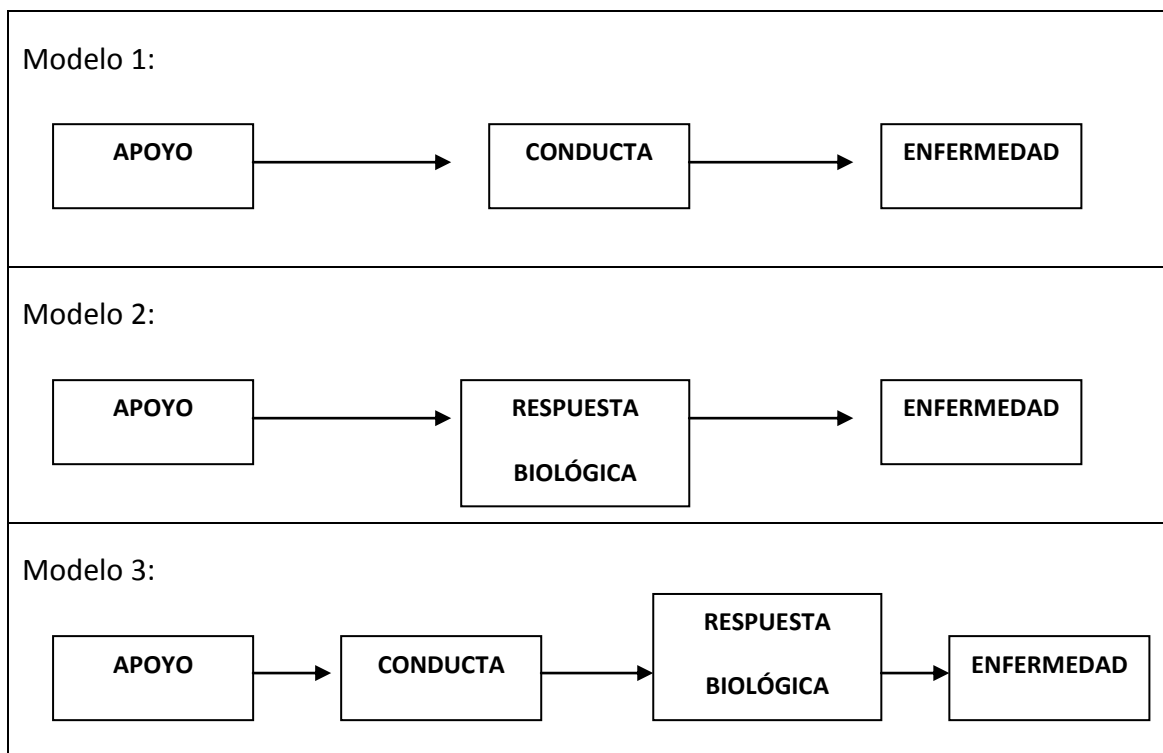 Modelo 1:
APOYO
CONDUCTA
ENFERMEDAD
Modelo 2:
APOYO
RESPUESTA
BIOLÓGICA
ENFERMEDAD
Modelo 3:
APOYO
CONDUCTA
RESPUESTA
BIOLÓGICA
ENFERMEDAD